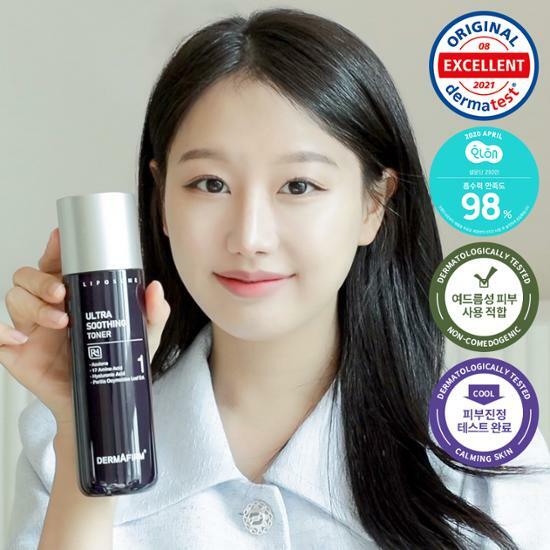 ORIGINAL
08
EXCELLENT
2021
dermatest®
2020 APRIL
흡수력 만족도
98%
DERMATOLOGICALLY TESTED
여드름성 피부
사용 적합
NON-COMEDOGENIC
DERMATOLOGICALLY TESTED
COOL
피부진정
테스트 완료
CALMING SKIN
LIPOSOME
ULTRA
SOOTHING
TONER
R4
1
- Azulene
- 17 Amino Acid
- Hyaluronic Acid
DERMAFIRM